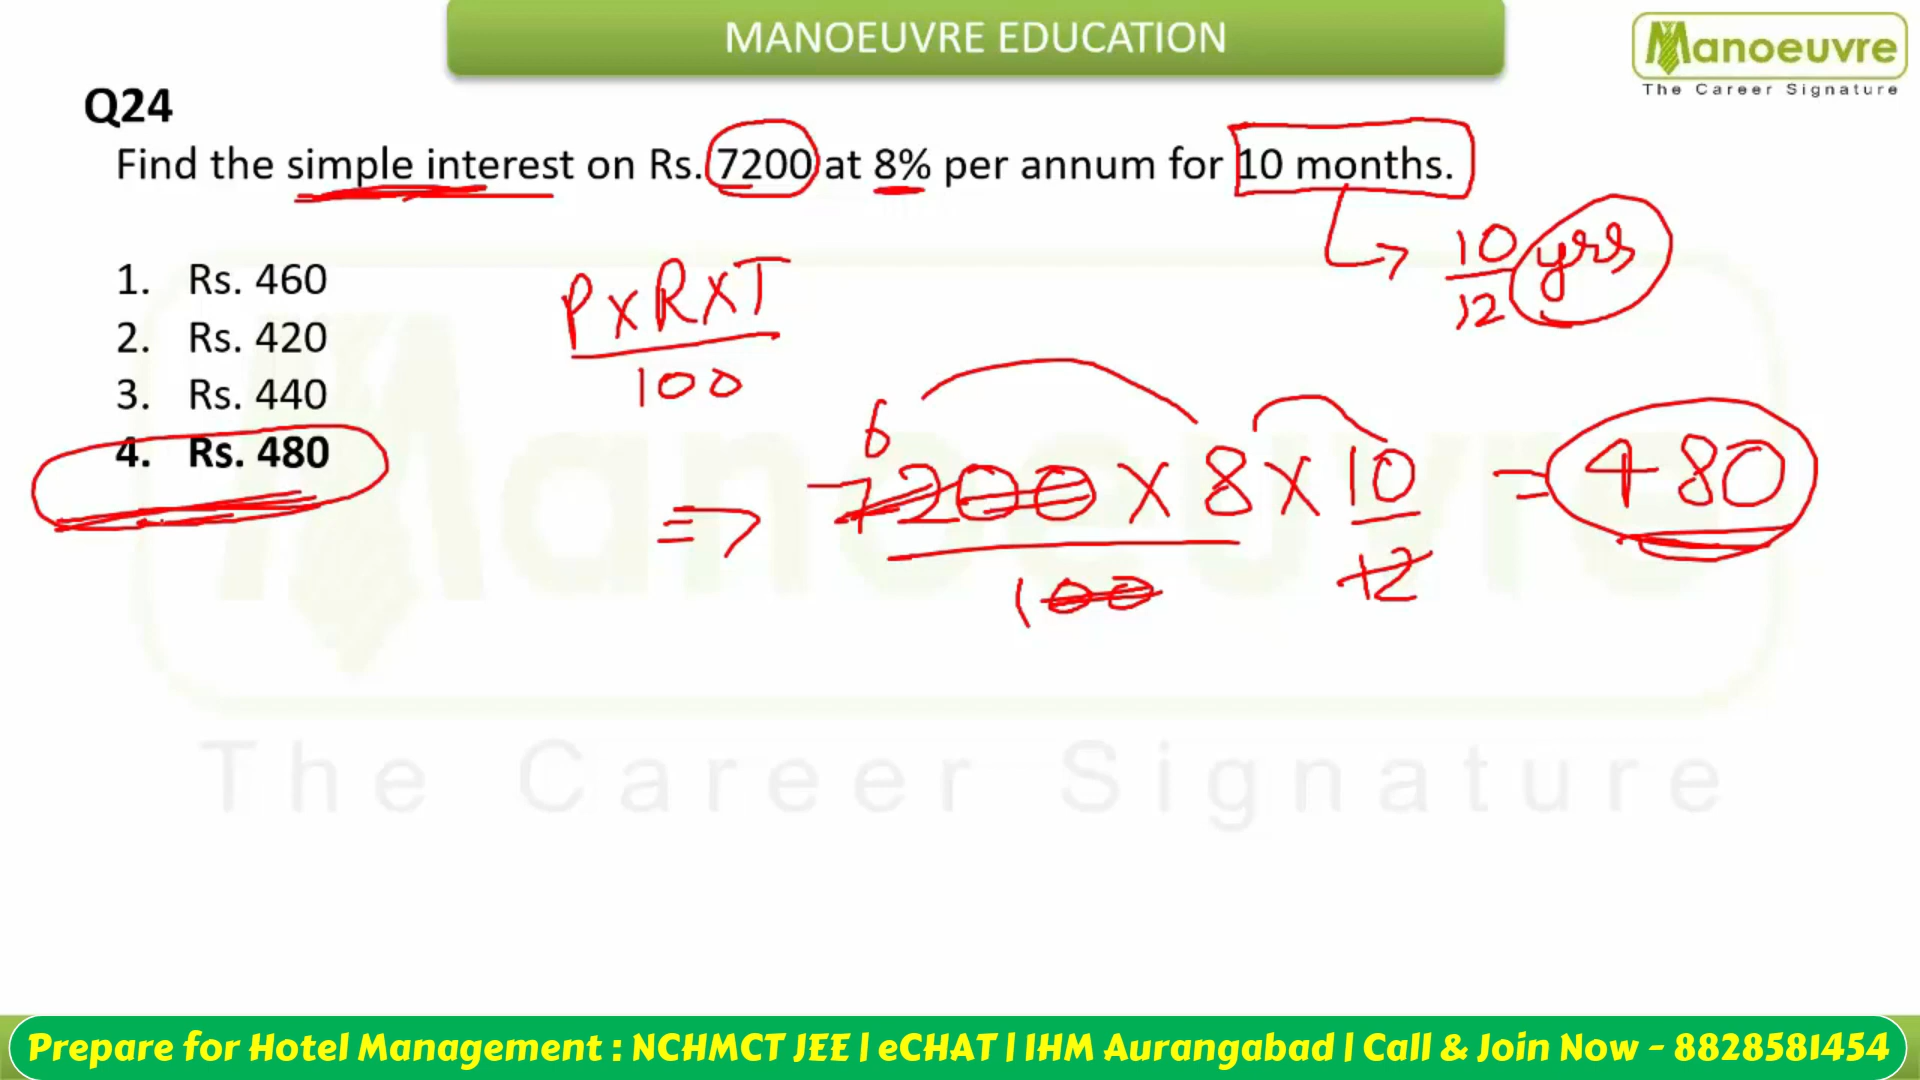 MANOEUVRE EDUCATION
Manoeuvre
The Career Signature
Q24
Find the simple interest on Rs. 7200 at 8% per annum for 10 months.
10
12
yrs
1. Rs. 460
2. Rs. 420
3. Rs. 440
4. Rs. 480
P x R x T
100
6
=> 7200 x 8 x 10 = 480
100 12
Manoeuvre
The Career Signature
Prepare for Hotel Management : NCHMCT JEE | eCHAT | IHM Aurangabad | Call & Join Now - 8828581454